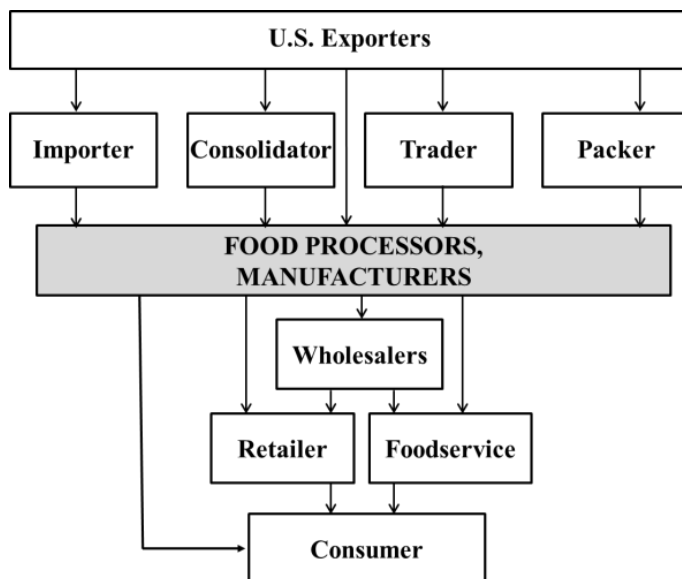 U.S. Exporters
Importer
Consolidator
Trader
Packer
FOOD PROCESSORS,
MANUFACTURERS
Wholesalers
Retailer
Foodservice
Consumer